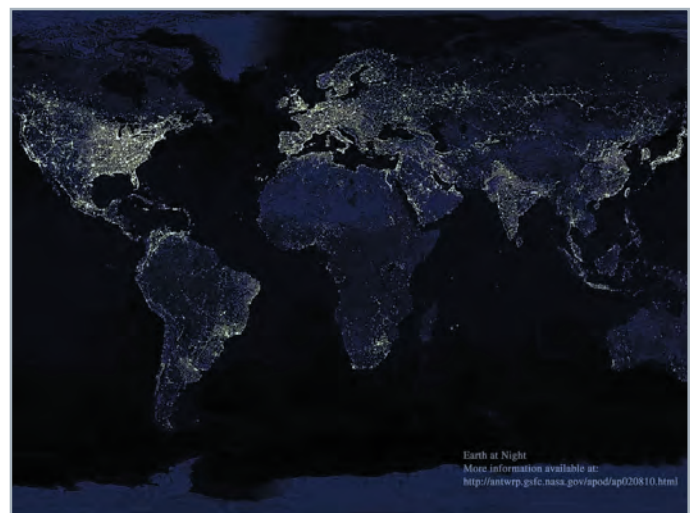 Earth at Night
More information available at:
http://antwrp.gsfc.nasa.gov/apod/ap020810.html